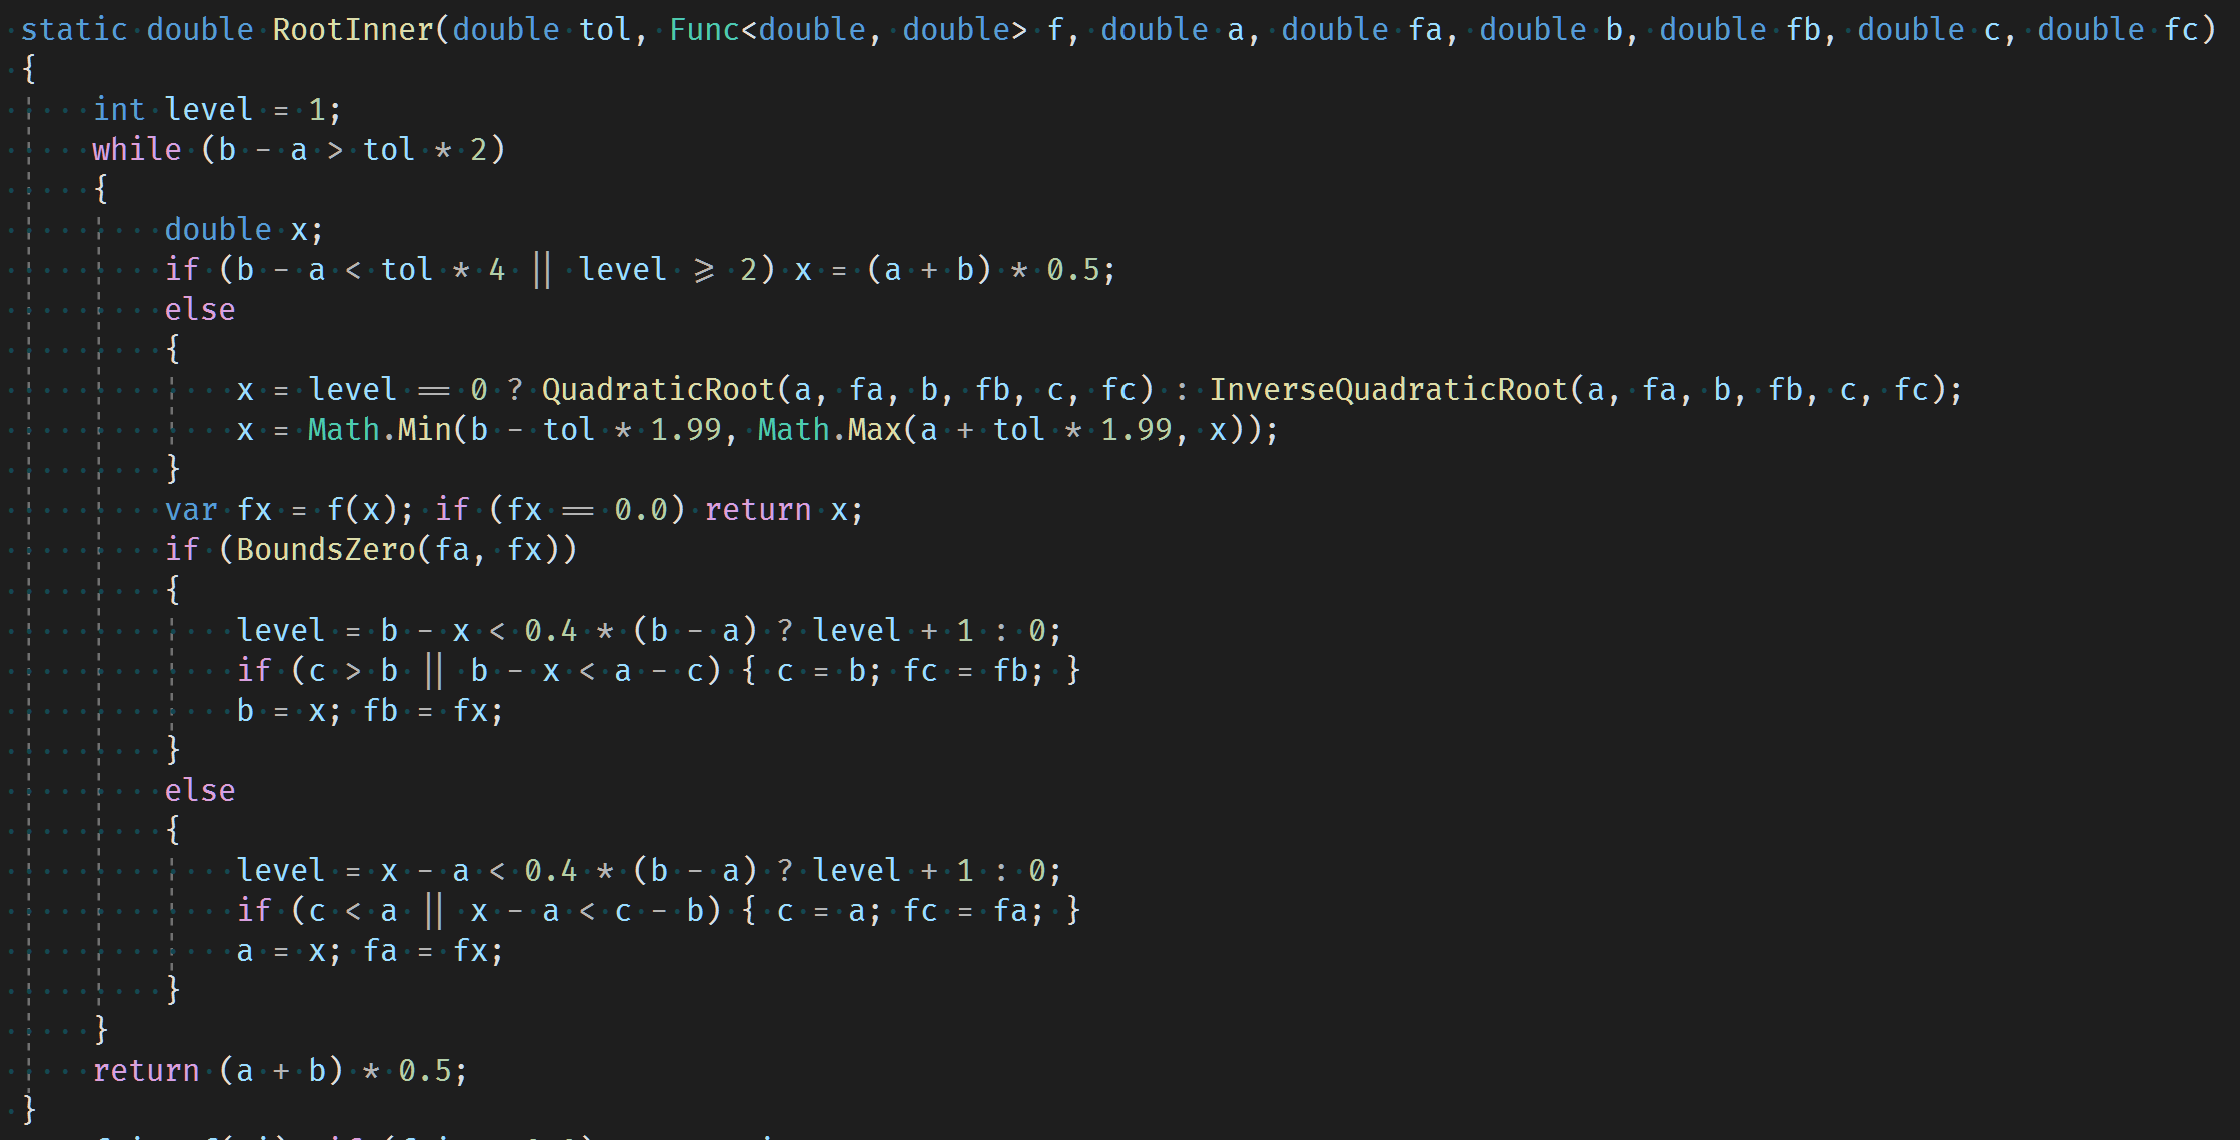 static double RootInner(double tol, Func<double, double> f, double a, double fa, double b, double fb, double c, double fc)
{
    int level = 1;
    while (b - a > tol * 2)
    {
        double x;
        if (b - a < tol * 4 || level >= 2) x = (a + b) * 0.5;
        else
        {
            x = level == 0 ? QuadraticRoot(a, fa, b, fb, c, fc) : InverseQuadraticRoot(a, fa, b, fb, c, fc);
            x = Math.Min(b - tol * 1.99, Math.Max(a + tol * 1.99, x));
        }
        var fx = f(x); if (fx == 0.0) return x;
        if (BoundsZero(fa, fx))
        {
            level = b - x < 0.4 * (b - a) ? level + 1 : 0;
            if (c > b || b - x < a - c) { c = b; fc = fb; }
            b = x; fb = fx;
        }
        else
        {
            level = x - a < 0.4 * (b - a) ? level + 1 : 0;
            if (c < a || x - a < c - b) { c = a; fc = fa; }
            a = x; fa = fx;
        }
    }
    return (a + b) * 0.5;
}